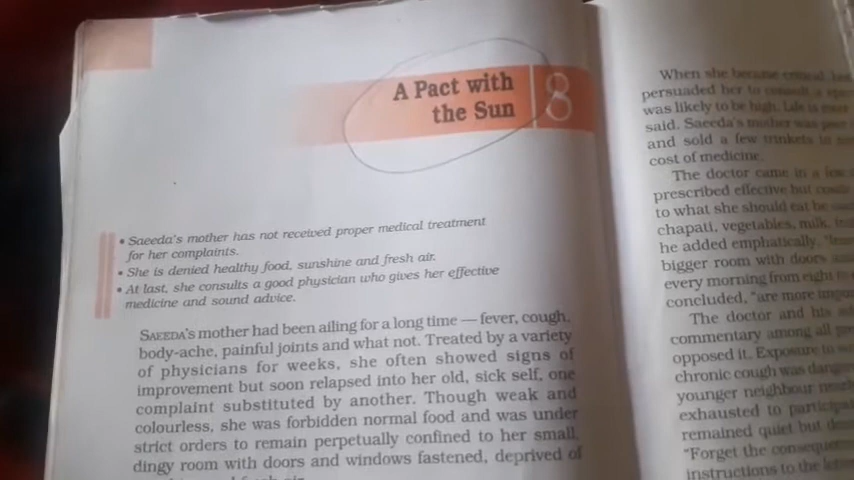 A Pact with
the Sun
8
• Saeeda's mother has not received proper medical treatment
for her complaints.
• She is denied healthy food, sunshine and fresh air.
• At last, she consults a good physician who gives her effective
medicine and sound advice.
SAEEDA'S mother had been ailing for a long time — fever, cough,
body-ache, painful joints and what not. Treated by a variety
of physicians for weeks, she often showed signs of
improvement but soon relapsed into her old, sick self, one
complaint substituted by another. Though weak and
colourless, she was forbidden normal food and was under
strict orders to remain perpetually confined to her small,
dingy room with doors and windows fastened, deprived of
fresh air
When she became critical, 
persuaded her to consult a
was likely to be high. Life is
said. Saeeda's mother was
and sold a few trinkets
cost of medicine.
The doctor came in a few
prescribed effective but
to what she should eat be
chapati, vegetables, milk,
he added emphatically,
bigger room with doors
every morning from eight
concluded, "are more
The doctor and his
commentary among all
opposed it. Exposure to
chronic cough was
younger neighbour
exhausted to
remained quiet but
"Forget the
instructions to the